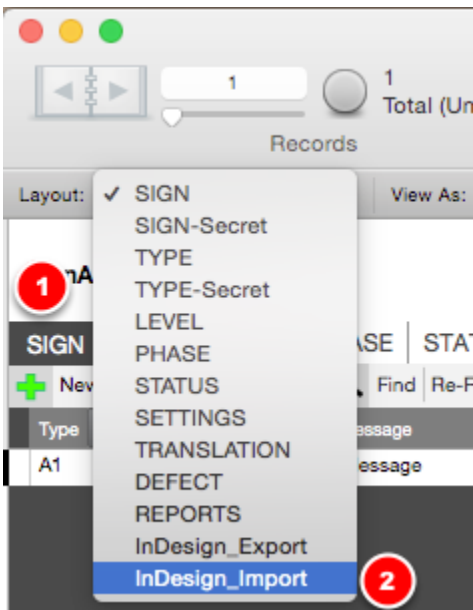 1
1
Total (Un
Records
Layout: ✓ SIGN
View As:
SIGN-Secret
TYPE
1
TYPE-Secret
LEVEL
SIGN
PHASE
ASE
STAT
New
STATUS
Find
Re-F
Type
SETTINGS
essage
TRANSLATION
A1
essage
DEFECT
REPORTS
InDesign_Export
InDesign_Import
2